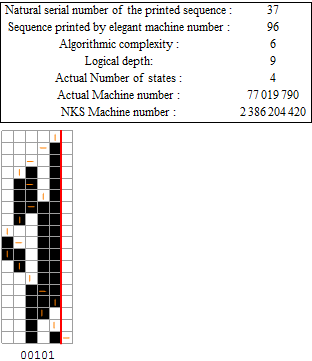 Natural serial number of the printed sequence : 37
Sequence printed by elegant machine number : 96
Algorithmic complexity : 6
Logical depth: 9
Actual Number of states : 4
Actual Machine number : 77 019 790
NKS Machine number : 2 386 204 420
00101